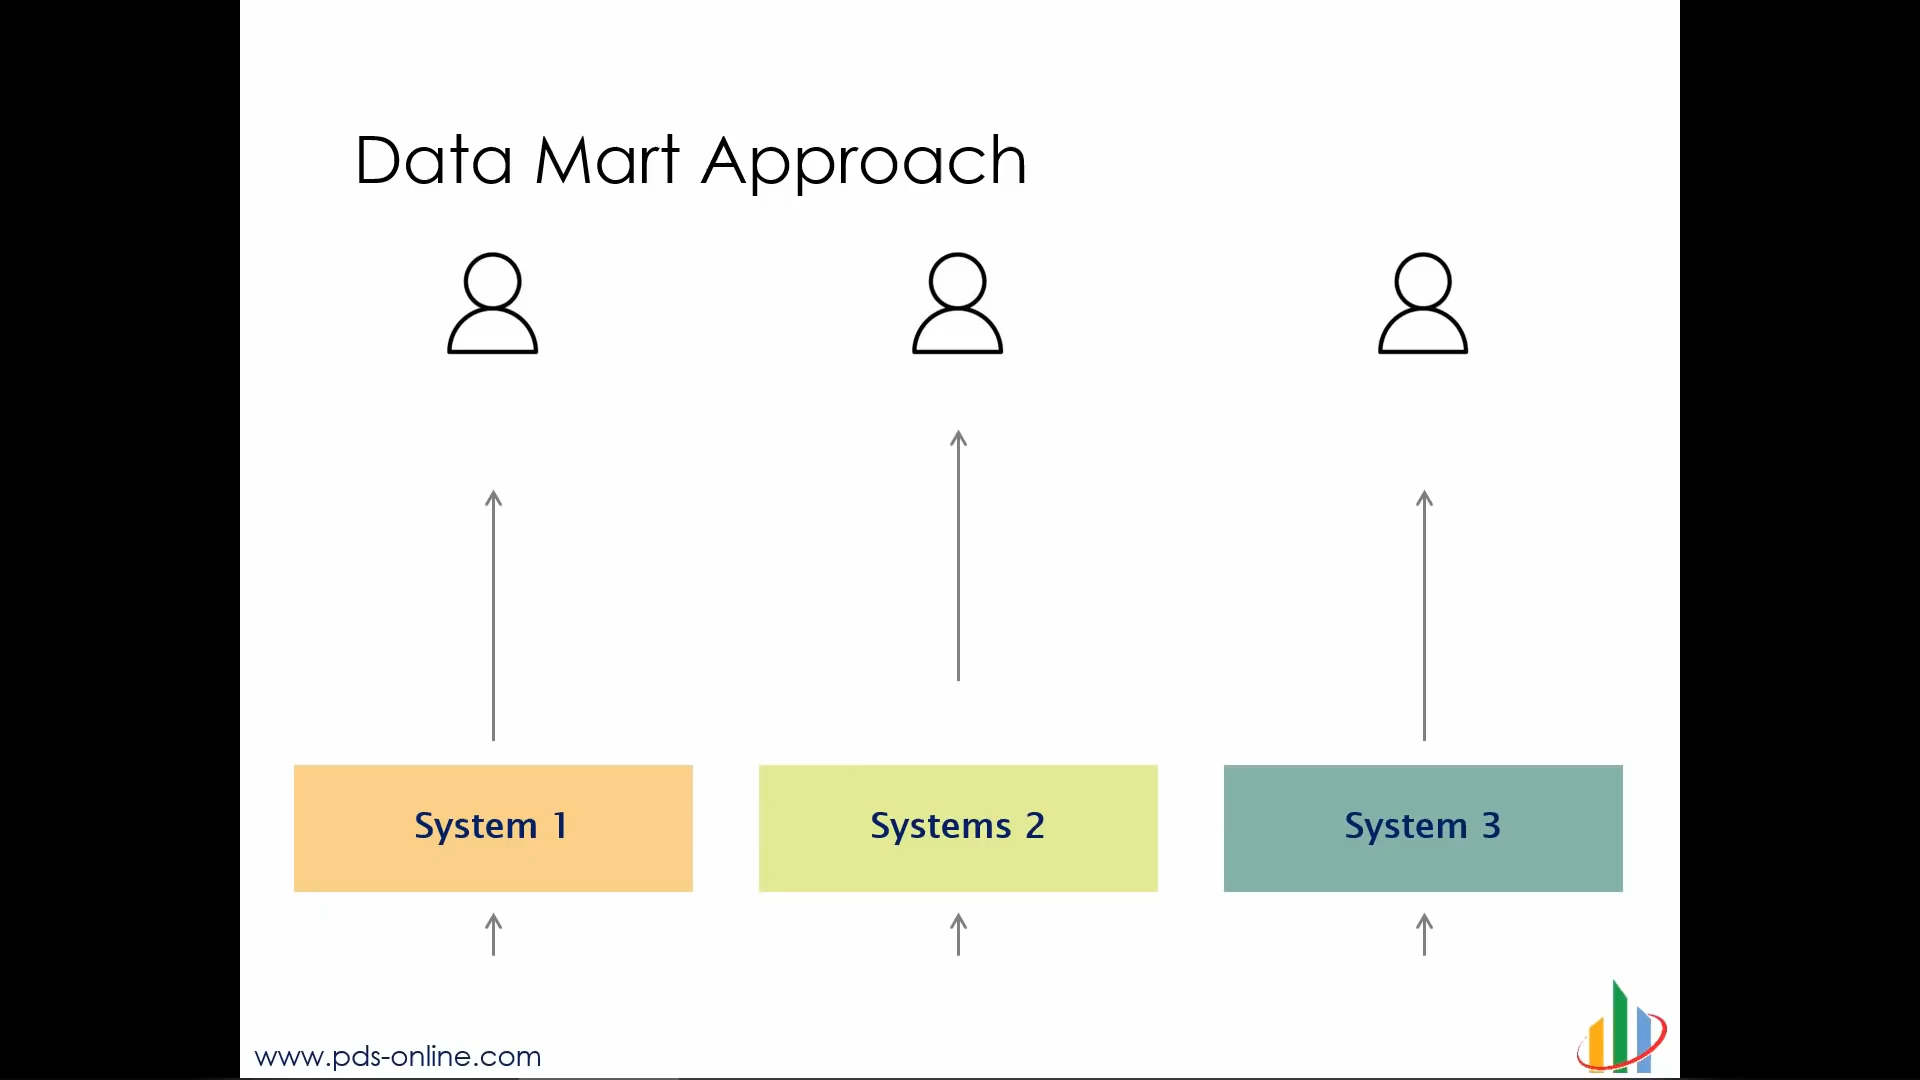 Data Mart Approach
System 1
Systems 2
System 3
www.pds-online.com